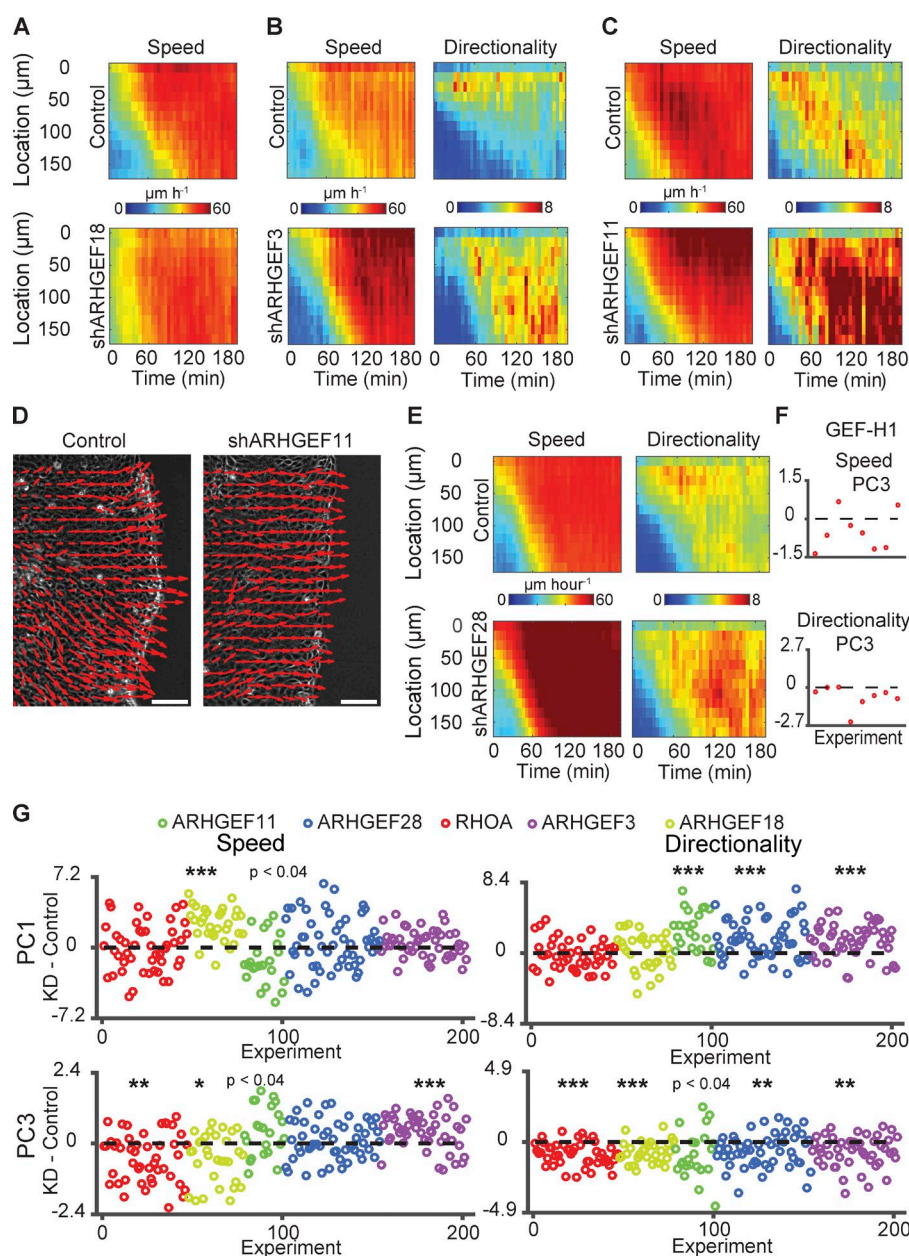 A
B
C
Speed
Speed
Directionality
Speed
Directionality
Location (µm)
0
50
100
150
Control
Control
Control
µm h⁻¹
0
60
µm h⁻¹
0
60
0
8
µm h⁻¹
0
60
0
8
Location (µm)
0
50
100
150
shARHGEF18
shARHGEF3
shARHGEF11
0 60 120 180
0 60 120 180
0 60 120 180
0 60 120 180
0 60 120 180
Time (min)
Time (min)
Time (min)
Time (min)
Time (min)
D
Control
shARHGEF11
E
Speed
Directionality
Location (µm)
0
50
100
150
Control
µm hour⁻¹
0
60
0
8
Location (µm)
0
50
100
150
shARHGEF28
0 60 120 180
0 60 120 180
Time (min)
Time (min)
F
GEF-H1
Speed
PC3
1.5
0
-1.5
Directionality
PC3
2.7
0
-2.7
Experiment
G
ARHGEF11 ARHGEF28 RHOA ARHGEF3 ARHGEF18
Speed
Directionality
PC1
KD - Control
7.2
0
-7.2
*** p < 0.04
0 100 200
Experiment
8.4
0
-8.4
*** *** ***
0 100 200
Experiment
PC3
KD - Control
2.4
0
-2.4
** * p < 0.04 ***
0 100 200
Experiment
4.9
0
-4.9
*** *** p < 0.04 ** **
0 100 200
Experiment